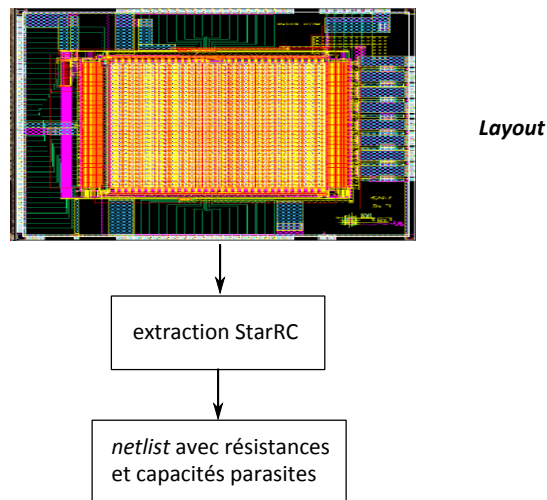 Layout
extraction StarRC
netlist avec résistances
et capacités parasites